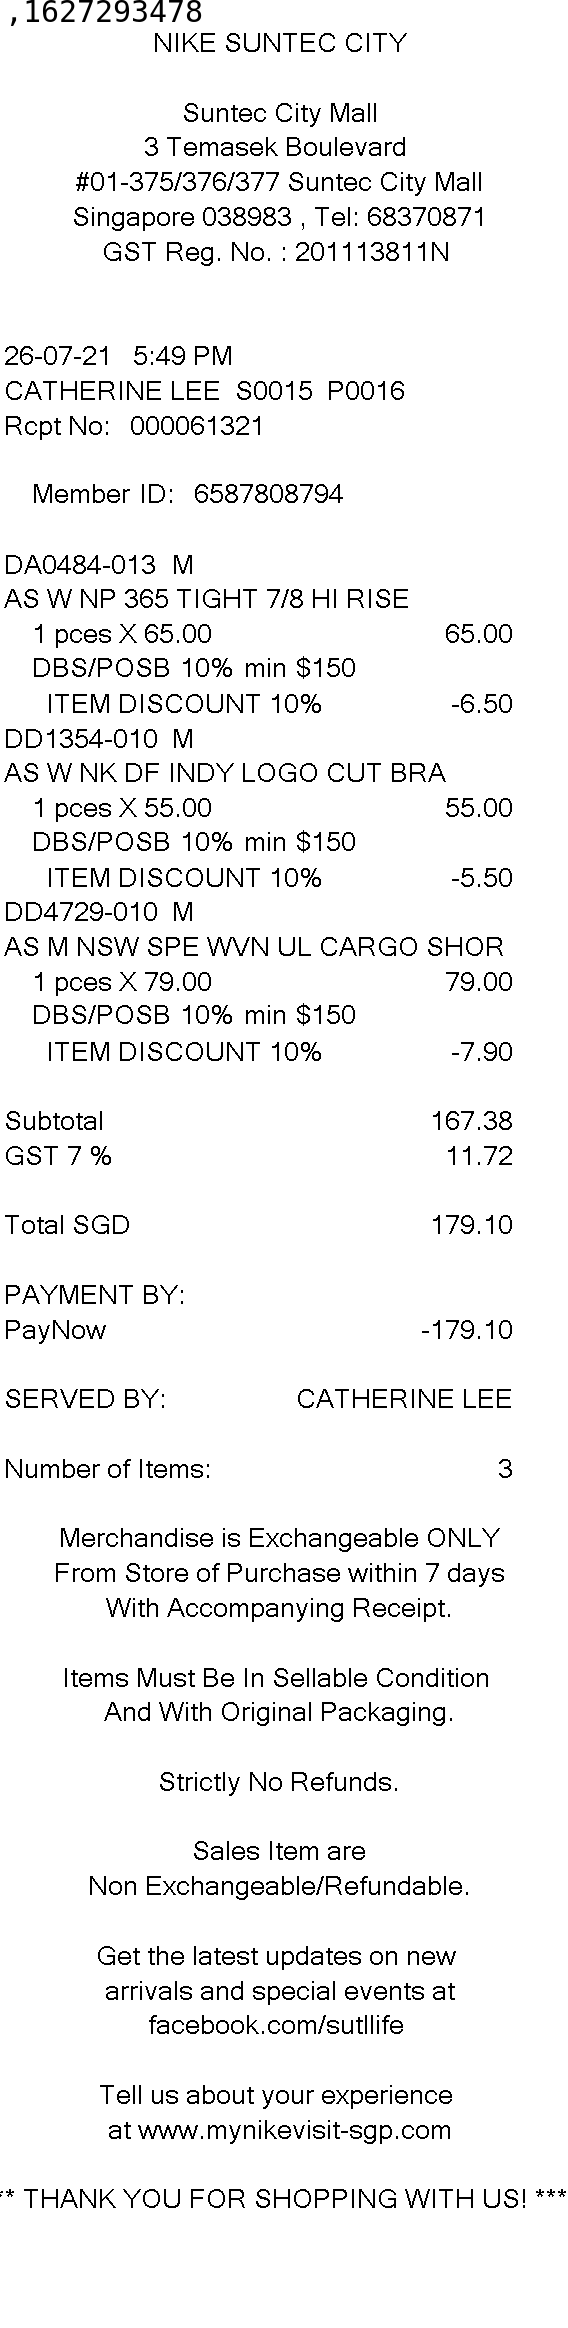 ,1627293478
NIKE SUNTEC CITY
Suntec City Mall
3 Temasek Boulevard
#01-375/376/377 Suntec City Mall
Singapore 038983 , Tel: 68370871
GST Reg. No. : 201113811N
26-07-21 5:49 PM
CATHERINE LEE S0015 P0016
Rcpt No: 000061321
Member ID: 6587808794
DA0484-013 M
AS W NP 365 TIGHT 7/8 HI RISE
1 pces X 65.00 65.00
DBS/POSB 10% min $150
ITEM DISCOUNT 10% -6.50
DD1354-010 M
AS W NK DF INDY LOGO CUT BRA
1 pces X 55.00 55.00
DBS/POSB 10% min $150
ITEM DISCOUNT 10% -5.50
DD4729-010 M
AS M NSW SPE WVN UL CARGO SHOR
1 pces X 79.00 79.00
DBS/POSB 10% min $150
ITEM DISCOUNT 10% -7.90
Subtotal 167.38
GST 7 % 11.72
Total SGD 179.10
PAYMENT BY:
PayNow -179.10
SERVED BY: CATHERINE LEE
Number of Items: 3
Merchandise is Exchangeable ONLY
From Store of Purchase within 7 days
With Accompanying Receipt.
Items Must Be In Sellable Condition
And With Original Packaging.
Strictly No Refunds.
Sales Item are
Non Exchangeable/Refundable.
Get the latest updates on new
arrivals and special events at
facebook.com/sutllife
Tell us about your experience
at www.mynikevisit-sgp.com
** THANK YOU FOR SHOPPING WITH US! ***